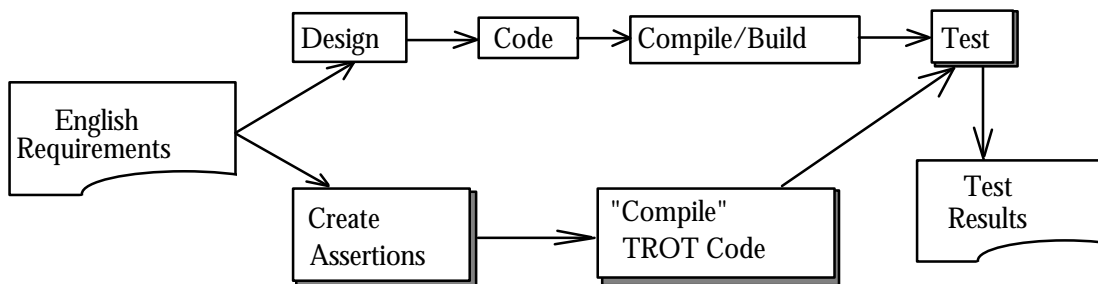 Design
Code
Compile/Build
Test
English
Requirements
Create
Assertions
"Compile"
TROT Code
Test
Results